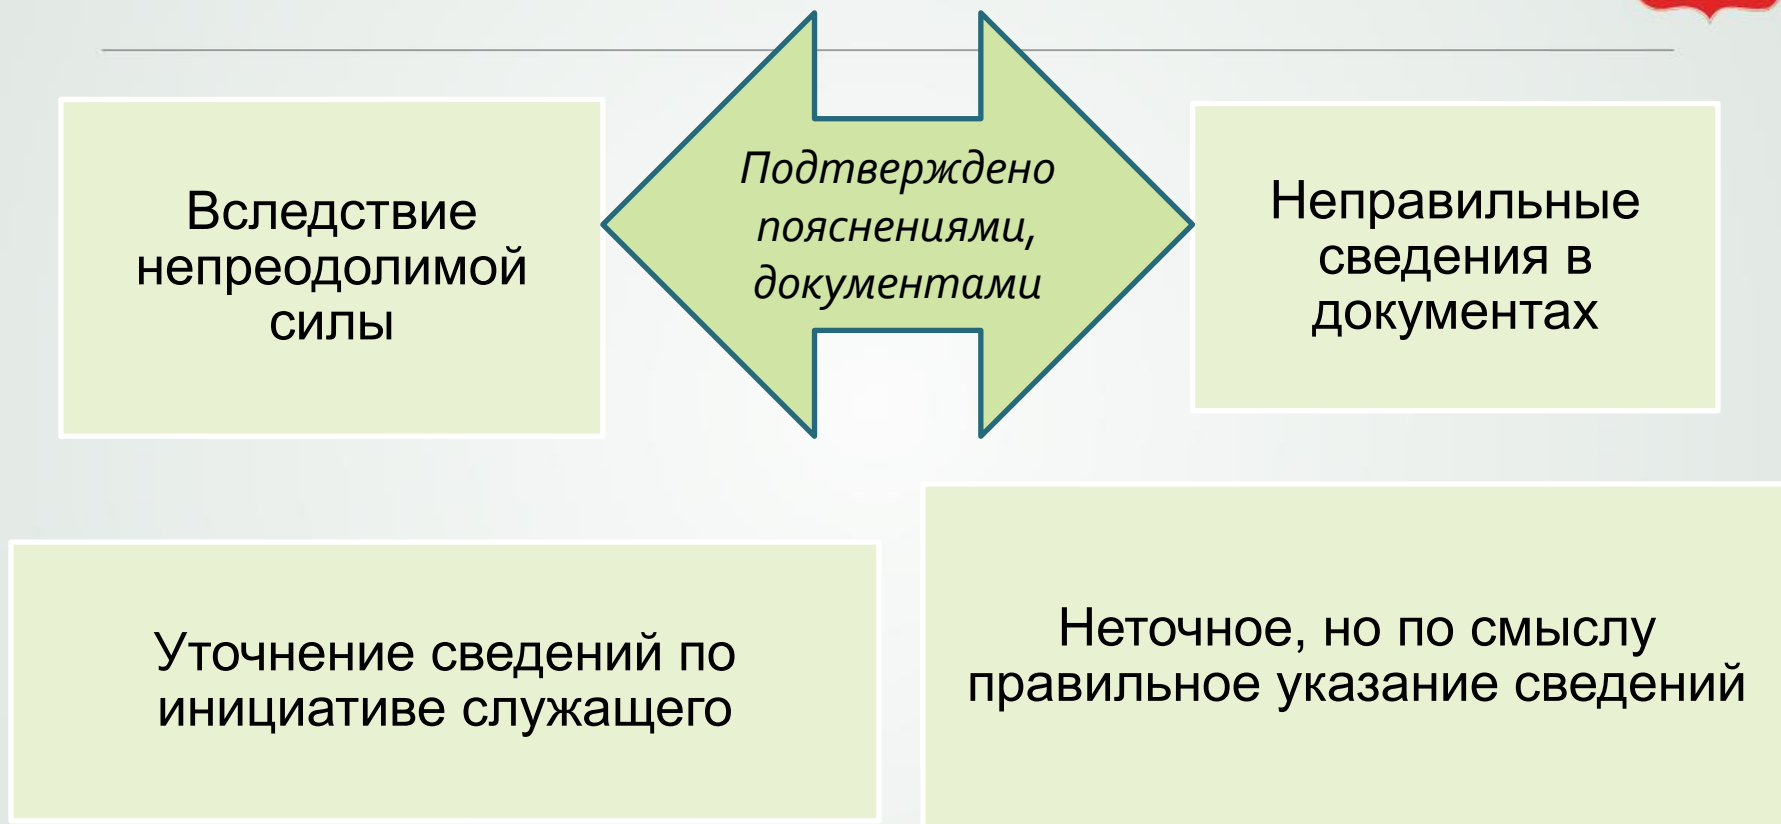 Вследствие
непреодолимой
силы
Подтверждено
пояснениями,
документами
Неправильные
сведения в
документах
Уточнение сведений по
инициативе служащего
Неточное, но по смыслу
правильное указание сведений